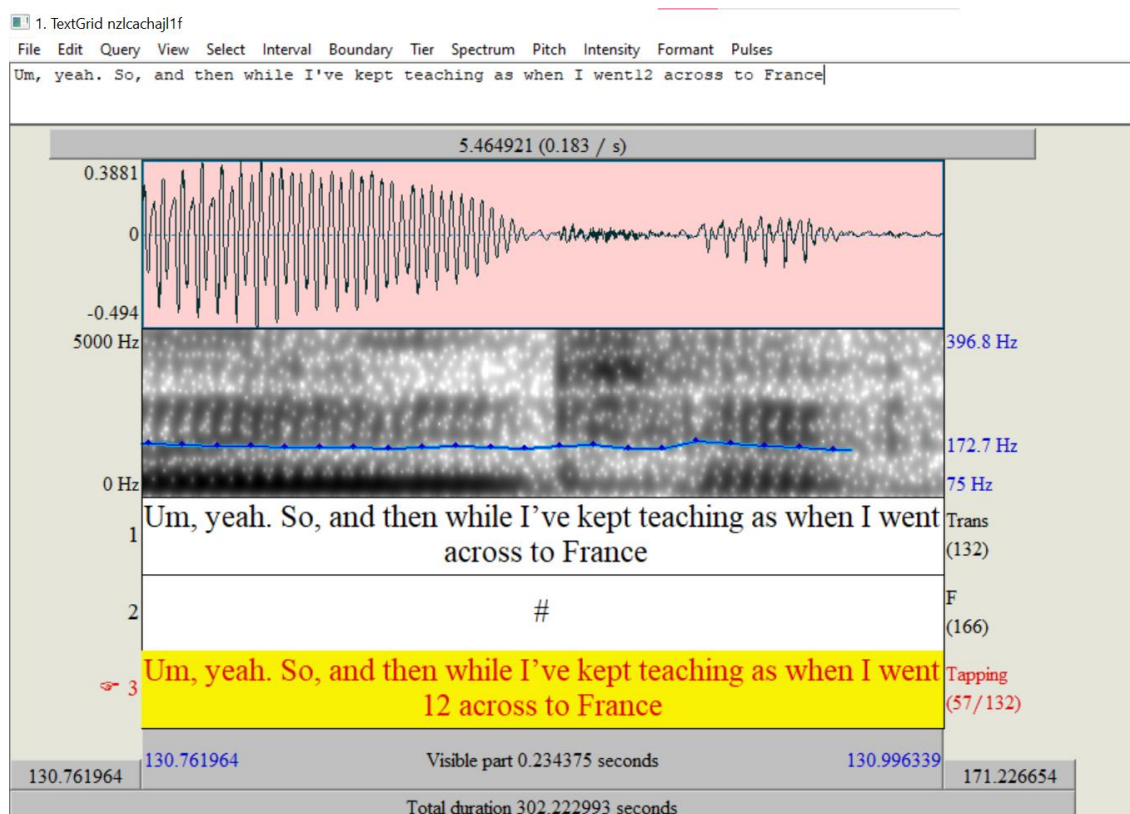 1. TextGrid nzlcachajl1f
File Edit Query View Select Interval Boundary Tier Spectrum Pitch Intensity Formant Pulses
Um, yeah. So, and then while I've kept teaching as when I went12 across to France
5.464921 (0.183 / s)
0.3881
0
-0.494
5000 Hz
396.8 Hz
172.7 Hz
0 Hz
75 Hz
1
Um, yeah. So, and then while I’ve kept teaching as when I went
across to France
Trans
(132)
2
#
F
(166)
☞ 3
Um, yeah. So, and then while I’ve kept teaching as when I went
12 across to France
Tapping
(57/132)
130.761964
130.761964
Visible part 0.234375 seconds
130.996339
171.226654
Total duration 302.222993 seconds